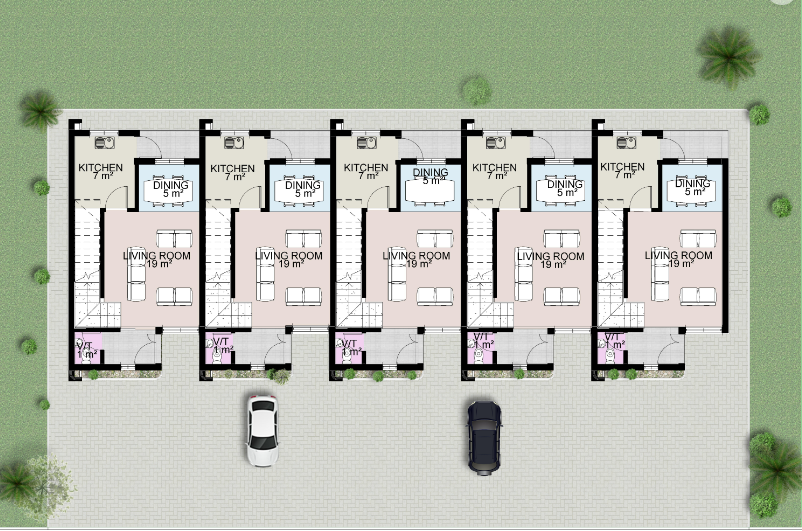 KITCHEN
7 m²
DINING
5 m²
LIVING ROOM
19 m²
V/T
1 m²
KITCHEN
7 m²
DINING
5 m²
LIVING ROOM
19 m²
V/T
1 m²
KITCHEN
7 m²
DINING
5 m²
LIVING ROOM
19 m²
V/T
1 m²
KITCHEN
7 m²
DINING
5 m²
LIVING ROOM
19 m²
V/T
1 m²
KITCHEN
7 m²
DINING
5 m²
LIVING ROOM
19 m²
V/T
1 m²